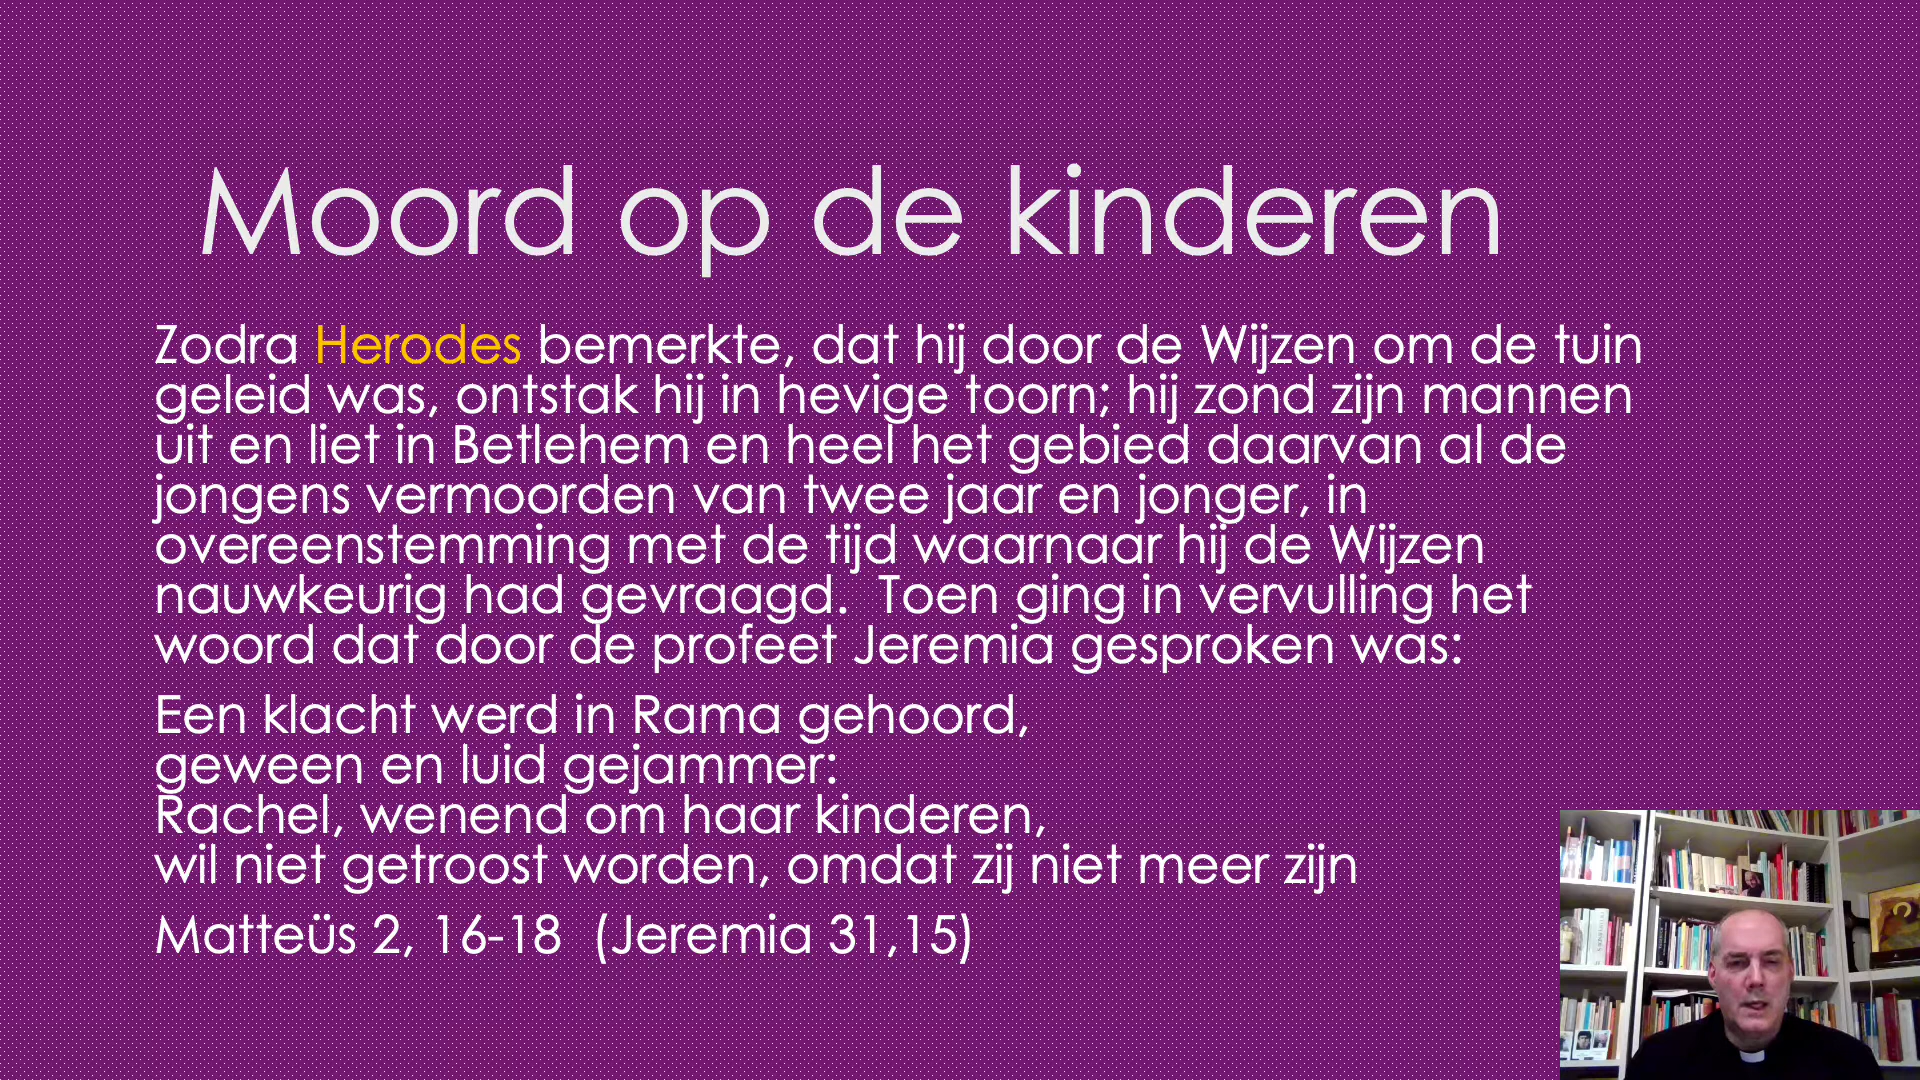 Moord op de kinderen
Zodra Herodes bemerkte, dat hij door de Wijzen om de tuin
geleid was, ontstak hij in hevige toorn; hij zond zijn mannen
uit en liet in Betlehem en heel het gebied daarvan al de
jongens vermoorden van twee jaar en jonger, in
overeenstemming met de tijd waarnaar hij de Wijzen
nauwkeurig had gevraagd.  Toen ging in vervulling het
woord dat door de profeet Jeremia gesproken was:
Een klacht werd in Rama gehoord,
geween en luid gejammer:
Rachel, wenend om haar kinderen,
wil niet getroost worden, omdat zij niet meer zijn
Matteüs 2, 16-18  (Jeremia 31,15)